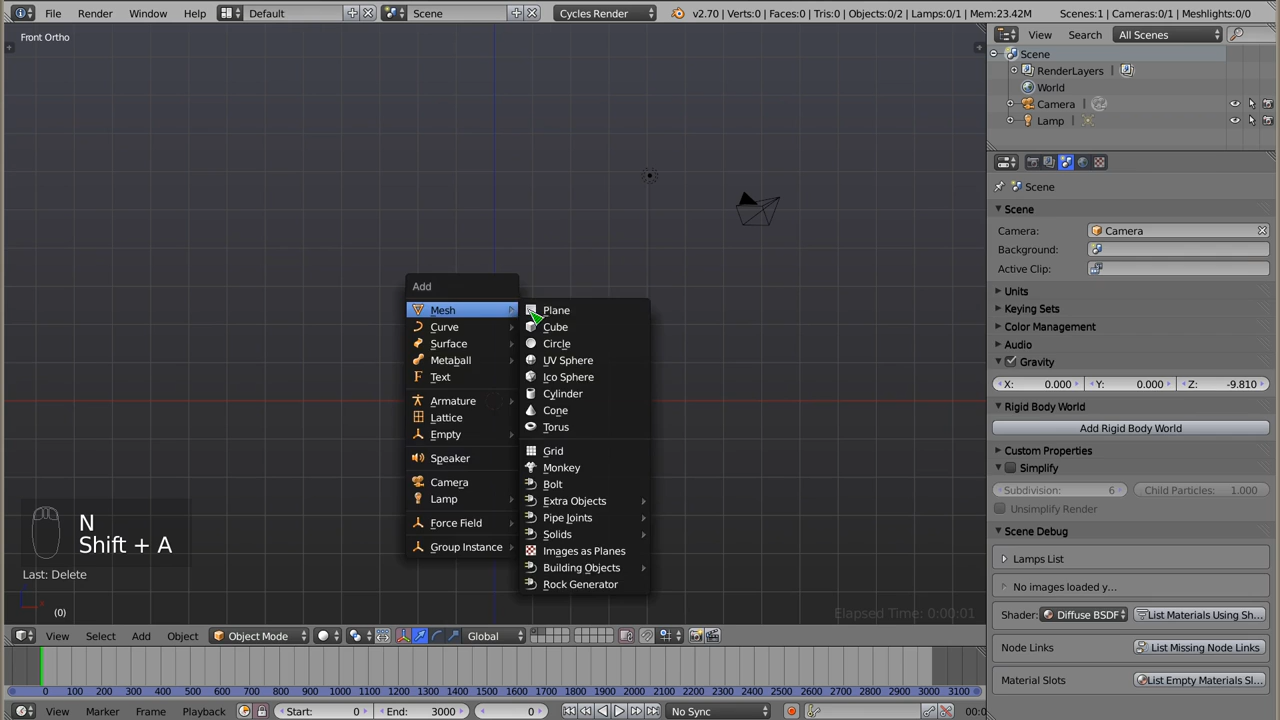 File Render Window Help Default Scene Cycles Render v2.70 | Verts:0 | Faces:0 | Tris:0 | Objects:0/2 | Lamps:0/1 | Mem:23.42M Scenes:1 | Cameras:0/1 | Meshlights:0/0
Front Ortho
View Search All Scenes
Scene
RenderLayers
World
Camera
Lamp
Scene
Scene
Camera: Camera
Background:
Active Clip:
Units
Keying Sets
Color Management
Audio
Gravity
X: 0.000 Y: 0.000 Z: -9.810
Rigid Body World
Add Rigid Body World
Custom Properties
Simplify
Subdivision: 6 Child Particles: 1.000
Unsimplify Render
Scene Debug
Lamps List
No images loaded y...
Shader: Diffuse BSDF List Materials Using Sh...
Node Links List Missing Node Links
Material Slots List Empty Materials Sl...
Add
Mesh
Curve
Surface
Metaball
Text
Armature
Lattice
Empty
Speaker
Camera
Lamp
Force Field
Group Instance
Plane
Cube
Circle
UV Sphere
Ico Sphere
Cylinder
Cone
Torus
Grid
Monkey
Bolt
Extra Objects
Pipe Joints
Solids
Images as Planes
Building Objects
Rock Generator
N
Shift + A
Last: Delete
(0)
Elapsed Time: 0:00:01
View Select Add Object Object Mode Global
0 100 200 300 400 500 600 700 800 900 1000 1100 1200 1300 1400 1500 1600 1700 1800 1900 2000 2100 2200 2300 2400 2500 2600 2700 2800 2900 3000 3100
View Marker Frame Playback Start: 0 End: 3000 0 No Sync 00:0